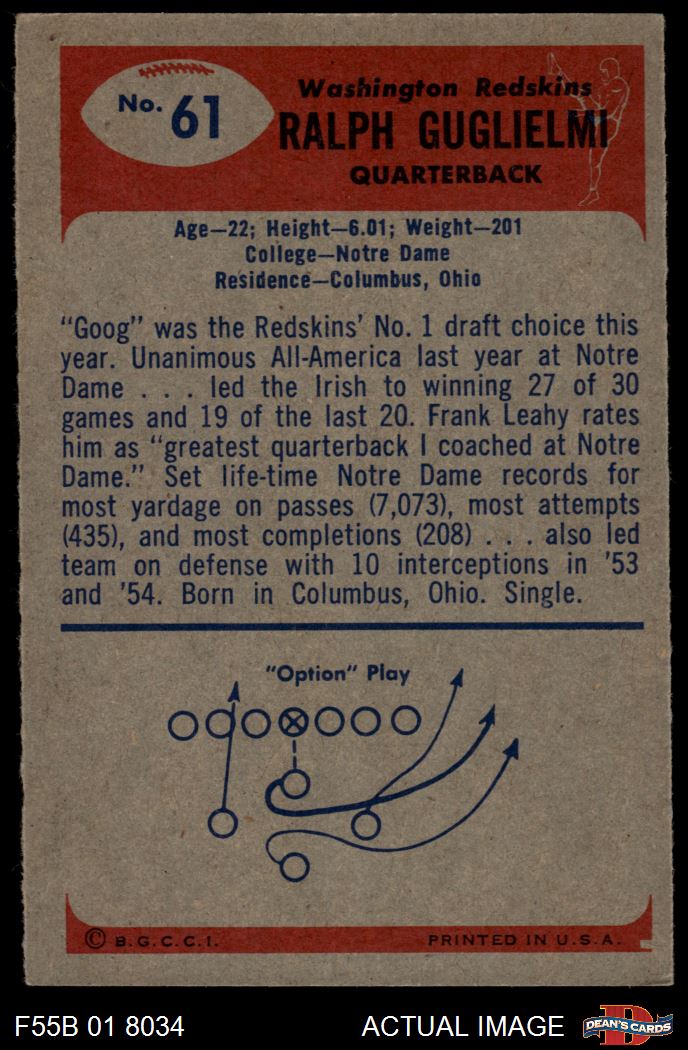 No. 61
Washington Redskins
RALPH GUGLIELMI
QUARTERBACK
Age—22; Height—6.01; Weight—201
College—Notre Dame
Residence—Columbus, Ohio
"Goog" was the Redskins' No. 1 draft choice this
year. Unanimous All-America last year at Notre
Dame . . . led the Irish to winning 27 of 30
games and 19 of the last 20. Frank Leahy rates
him as "greatest quarterback I coached at Notre
Dame." Set life-time Notre Dame records for
most yardage on passes (7,073), most attempts
(435), and most completions (208) . . . also led
team on defense with 10 interceptions in '53
and '54. Born in Columbus, Ohio. Single.
"Option" Play
© B.G.C.C.I. PRINTED IN U.S.A.
F55B 01 8034 ACTUAL IMAGE D DEAN'S CARDS